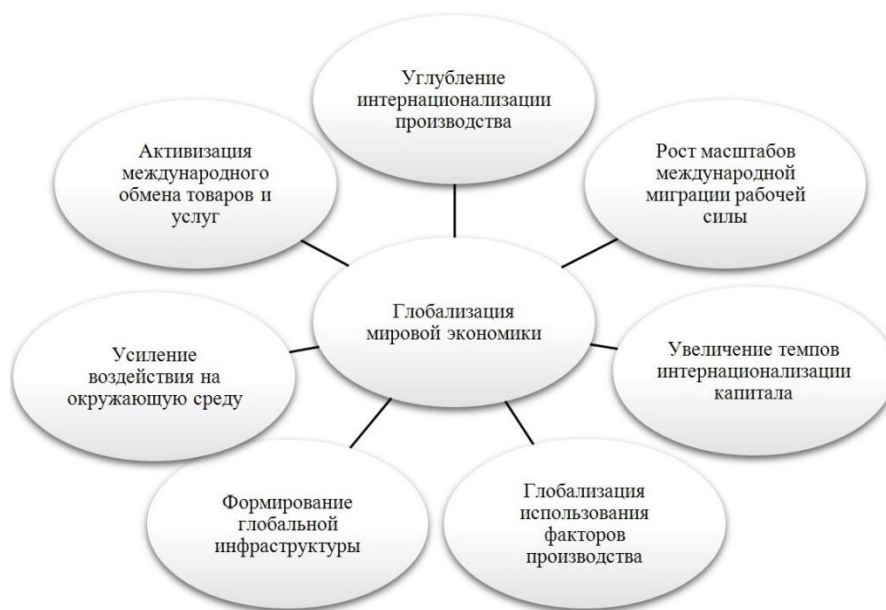 Углубление
интернационализации
производства
Активизация
международного
обмена товаров и
услуг
Рост масштабов
международной
миграции рабочей
силы
Глобализация
мировой экономики
Усиление
воздействия на
окружающую среду
Увеличение темпов
интернационализации
капитала
Формирование
глобальной
инфраструктуры
Глобализация
использования
факторов
производства